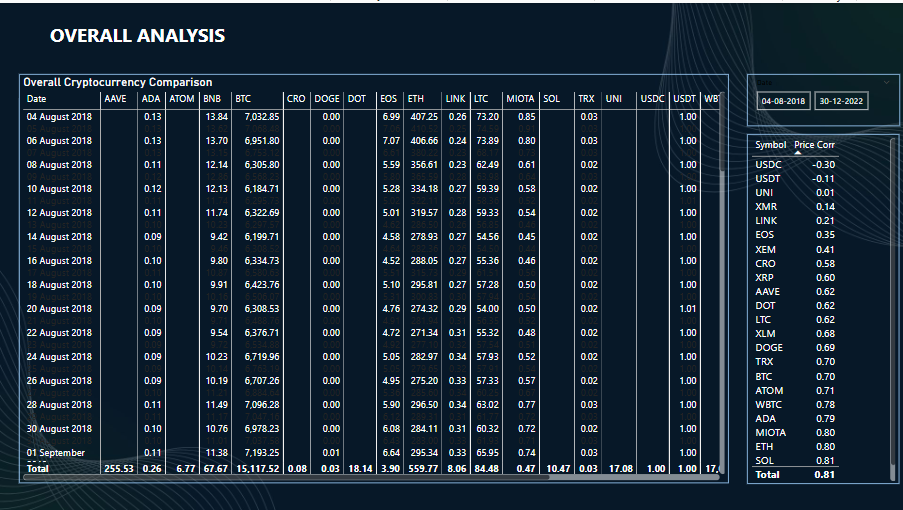 OVERALL ANALYSIS
Overall Cryptocurrency Comparison
Date AAVE ADA ATOM BNB BTC CRO DOGE DOT EOS ETH LINK LTC MIOTA SOL TRX UNI USDC USDT WBT
04 August 2018 0.13 13.84 7,032.85 0.00 6.99 407.25 0.26 73.20 0.85 0.03 1.00
06 August 2018 0.13 13.70 6,951.80 0.00 7.07 406.66 0.24 73.89 0.80 0.03 1.00
08 August 2018 0.11 12.14 6,305.80 0.00 5.59 356.61 0.23 62.49 0.61 0.02 1.00
10 August 2018 0.12 12.13 6,184.71 0.00 5.28 334.18 0.27 59.39 0.58 0.02 1.00
12 August 2018 0.11 11.74 6,322.69 0.00 5.01 319.57 0.28 59.33 0.54 0.02 1.00
14 August 2018 0.09 9.42 6,199.71 0.00 4.58 278.93 0.27 54.56 0.45 0.02 1.00
16 August 2018 0.10 9.80 6,334.73 0.00 4.52 288.05 0.27 55.36 0.46 0.02 1.00
18 August 2018 0.10 9.91 6,423.76 0.00 5.10 295.81 0.27 57.28 0.50 0.02 1.00
20 August 2018 0.09 9.70 6,308.53 0.00 4.76 274.32 0.29 54.00 0.50 0.02 1.01
22 August 2018 0.09 9.54 6,376.71 0.00 4.72 271.34 0.31 55.32 0.48 0.02 1.00
24 August 2018 0.09 10.23 6,719.96 0.00 5.05 282.97 0.34 57.93 0.52 0.02 1.00
26 August 2018 0.09 10.19 6,707.26 0.00 4.95 275.20 0.33 57.33 0.57 0.02 1.00
28 August 2018 0.11 11.49 7,096.28 0.00 5.90 296.50 0.34 63.02 0.77 0.03 1.00
30 August 2018 0.10 10.76 6,978.23 0.00 6.08 284.11 0.31 60.32 0.72 0.02 1.00
01 September 0.11 11.38 7,193.25 0.01 6.64 295.34 0.33 65.95 0.74 0.03 1.00
Total 255.53 0.26 6.77 67.67 15,117.52 0.08 0.03 18.14 3.90 559.77 8.06 84.48 0.47 10.47 0.03 17.08 1.00 1.00 17,
04-08-2018 30-12-2022
Symbol Price Corr
USDC -0.30
USDT -0.11
UNI 0.01
XMR 0.14
LINK 0.21
EOS 0.35
XEM 0.41
CRO 0.58
XRP 0.60
AAVE 0.62
DOT 0.62
LTC 0.62
XLM 0.68
DOGE 0.69
TRX 0.70
BTC 0.70
ATOM 0.71
WBTC 0.78
ADA 0.79
MIOTA 0.80
ETH 0.80
SOL 0.81
Total 0.81